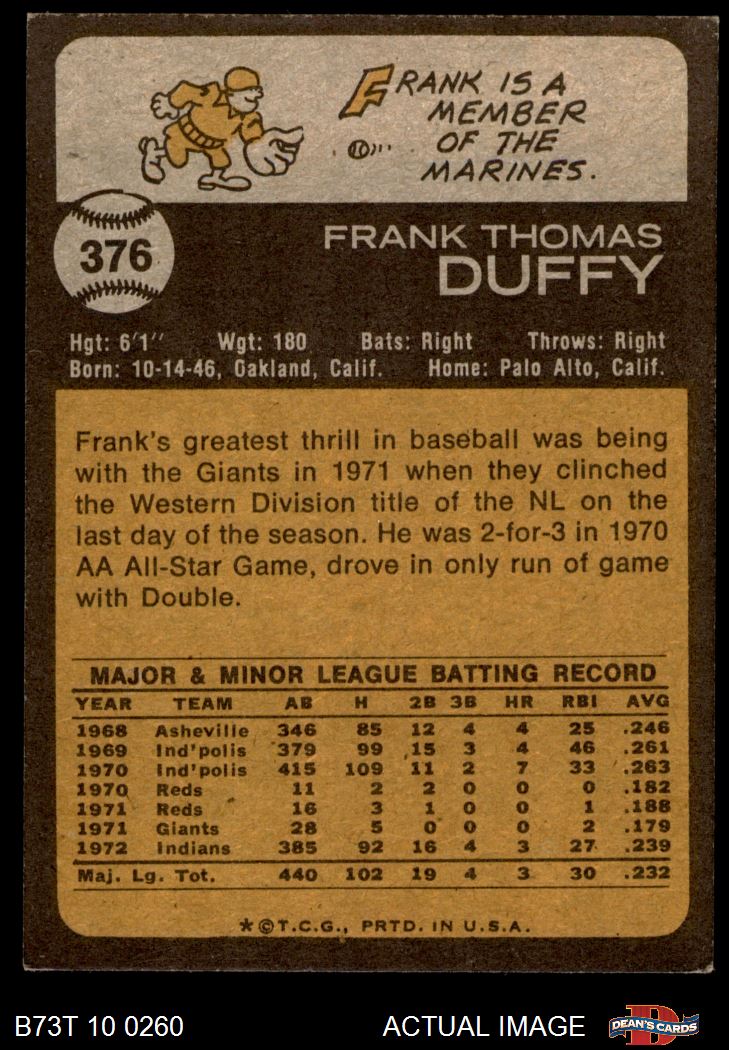 FRANK IS A
MEMBER
OF THE
MARINES.
376
FRANK THOMAS
DUFFY
Hgt: 6'1" Wgt: 180 Bats: Right Throws: Right
Born: 10-14-46, Oakland, Calif. Home: Palo Alto, Calif.
Frank's greatest thrill in baseball was being
with the Giants in 1971 when they clinched
the Western Division title of the NL on the
last day of the season. He was 2-for-3 in 1970
AA All-Star Game, drove in only run of game
with Double.
MAJOR & MINOR LEAGUE BATTING RECORD
YEAR TEAM AB H 2B 3B HR RBI AVG
1968 Asheville 346 85 12 4 4 25 .246
1969 Ind'polis 379 99 15 3 4 46 .261
1970 Ind'polis 415 109 11 2 7 33 .263
1970 Reds 11 2 2 0 0 0 .182
1971 Reds 16 3 1 0 0 1 .188
1971 Giants 28 5 0 0 0 2 .179
1972 Indians 385 92 16 4 3 27 .239
Maj. Lg. Tot. 440 102 19 4 3 30 .232
*©T.C.G., PRTD. IN U.S.A.
B73T 10 0260 ACTUAL IMAGE DEAN'S CARDS